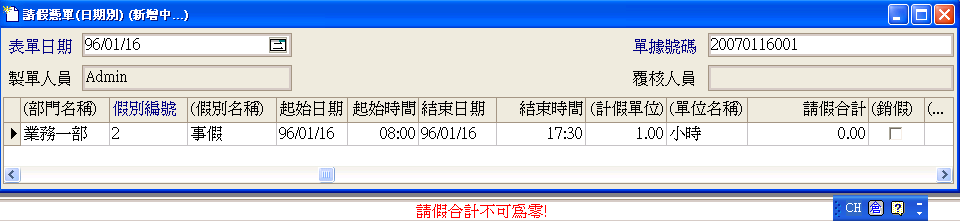 請假憑單(日期別) (新增中...)
表單日期 96/01/16 單據號碼 20070116001
製單人員 Admin 覆核人員
(部門名稱) 假別編號 (假別名稱) 起始日期 起始時間 結束日期 結束時間 (計假單位) (單位名稱) 請假合計 (銷假) (...
業務一部 2 事假 96/01/16 08:00 96/01/16 17:30 1.00 小時 0.00
請假合計不可為零!
CH 倉 ?